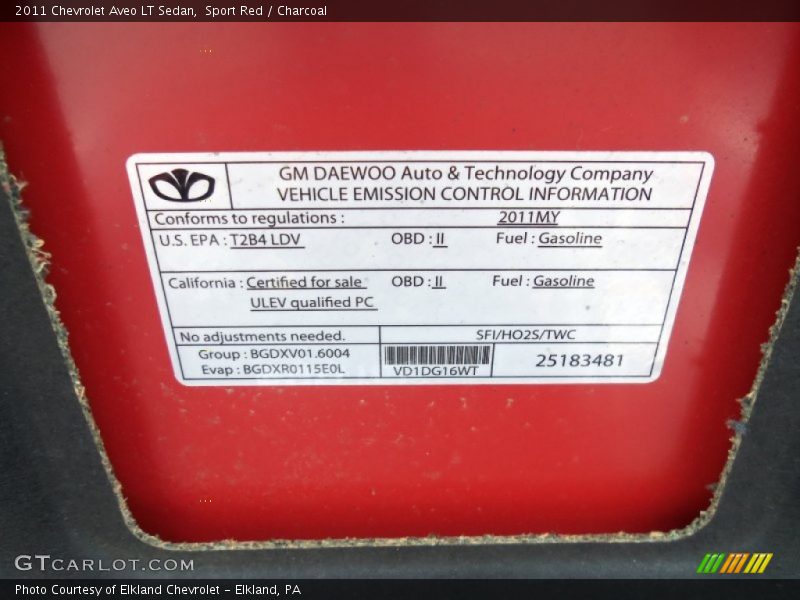 2011 Chevrolet Aveo LT Sedan, Sport Red / Charcoal
GM DAEWOO Auto & Technology Company
VEHICLE EMISSION CONTROL INFORMATION
Conforms to regulations : 2011MY
U.S. EPA : T2B4 LDV OBD : II Fuel : Gasoline
California : Certified for sale OBD : II Fuel : Gasoline
ULEV qualified PC
No adjustments needed. SFI/HO2S/TWC
Group : BGDXV01.6004
Evap : BGDXR0115E0L VD1DG16WT 25183481
GTCARLOT.COM
Photo Courtesy of Elkland Chevrolet - Elkland, PA